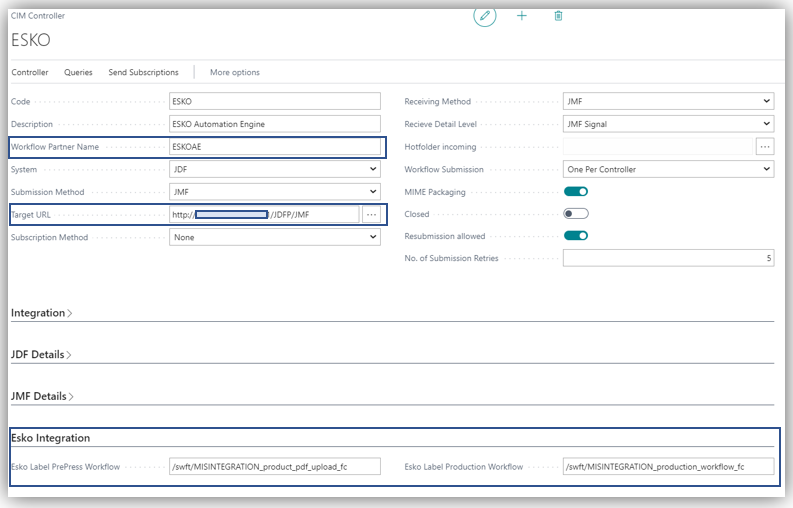 CIM Controller
ESKO
Controller Queries Send Subscriptions More options
Code ESKO
Description ESKO Automation Engine
Workflow Partner Name ESKOAE
System JDF
Submission Method JMF
Target URL http:// /JDFP/JMF ...
Subscription Method None
Receiving Method JMF
Recieve Detail Level JMF Signal
Hotfolder incoming ...
Workflow Submission One Per Controller
MIME Packaging
Closed
Resubmission allowed
No. of Submission Retries 5
Integration >
JDF Details >
JMF Details >
Esko Integration
Esko Label PrePress Workflow /swft/MISINTEGRATION_product_pdf_upload_fc
Esko Label Production Workflow /swft/MISINTEGRATION_production_workflow_fc